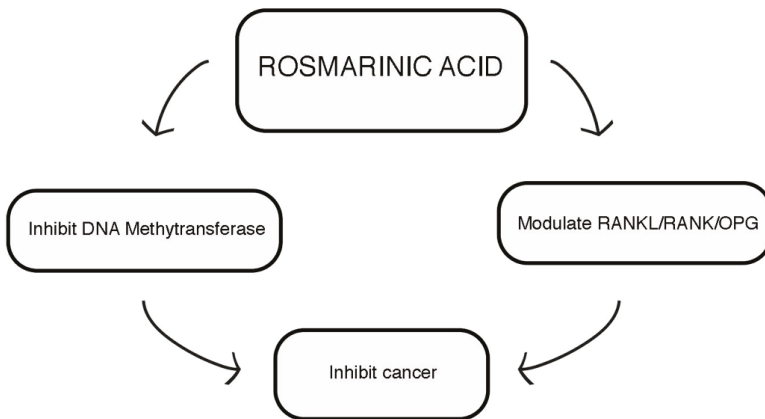 ROSMARINIC ACID
Inhibit DNA Methytransferase
Modulate RANKL/RANK/OPG
Inhibit cancer